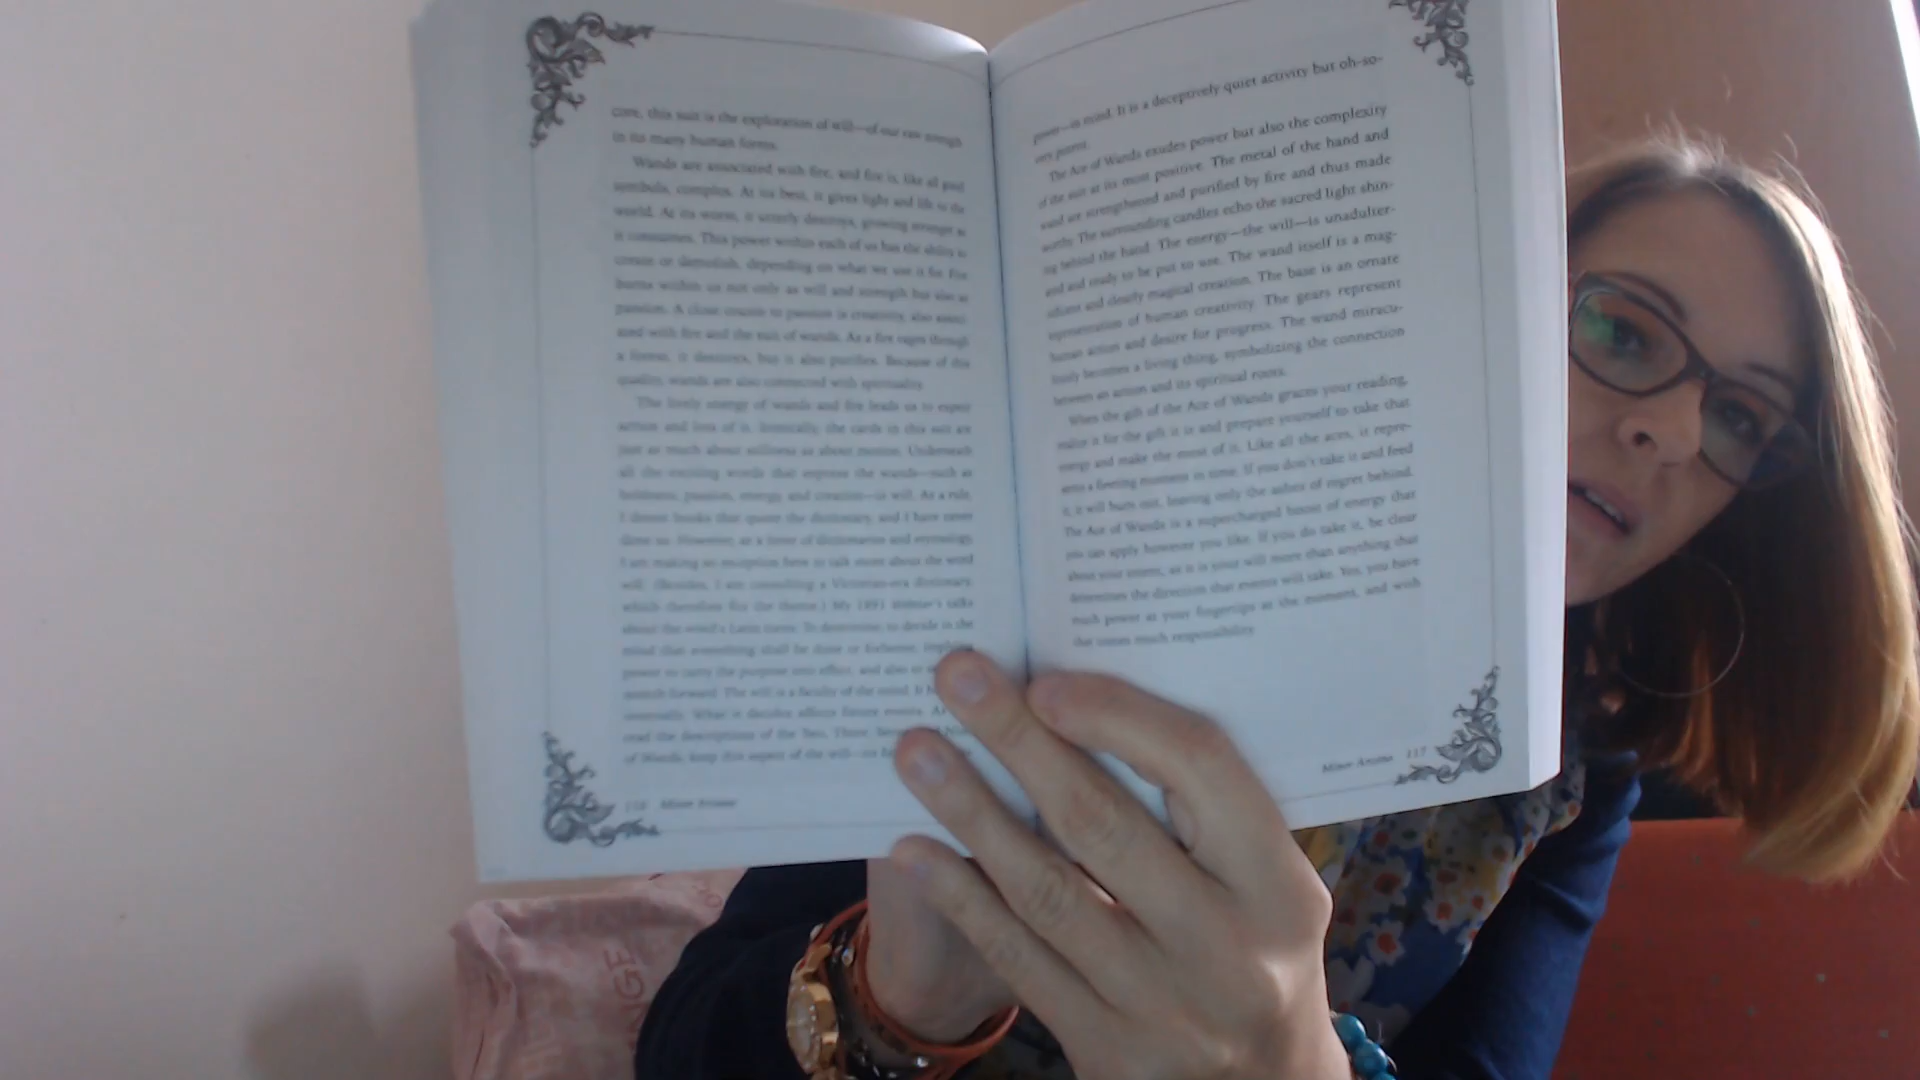 core, this suit is the exploration of will—of our raw energy
in its many human forms.
Wands are associated with fire, and fire is, like all good
symbols, complex. At its best, it gives light and life to the
world. At its worst, it utterly destroys, growing stronger as
it consumes. This power within each of us has the ability to
create or demolish, depending on what we use it for. Fire
burns within us not only as will and strength but also as
passion. A close cousin to passion is creativity, also associ-
ated with fire and the suit of wands. As a fire rages through
a forest, it destroys, but it also purifies. Because of this
quality, wands are also connected with spirituality.
The lively energy of wands and fire leads us to expect
action and lots of it. Ironically, the cards in this suit are
just as much about stillness as about motion. Underneath
all the exciting words that express the wands—such as
boldness, passion, energy, and creation—is will. As a rule,
I detest books that quote the dictionary, and I have never
done so. However, as a lover of dictionaries and etymology,
I am making an exception here to talk more about the word
will. (Besides, I am consulting a Victorian-era dictionary,
which therefore fits the theme.) My 1891 Webster's talks
about the word's Latin roots: To determine, to decide in the
mind that something shall be done or forborne, implying
power to carry the purpose into effect, and also to
forward. The will is a faculty of the mind. It
What it decides affects future events. As
read the descriptions of the Two, Three, Seven, Nine
of Wands, keep this aspect of the will—its
116 Minor Arcana
power—in mind. It is a deceptively quiet activity but oh-so-
very potent.
The Ace of Wands exudes power but also the complexity
of the suit at its most positive. The metal of the hand and
wand are strengthened and purified by fire and thus made
worthy. The surrounding candles echo the sacred light shin-
ing behind the hand. The energy—the will—is unadulter-
ated and ready to be put to use. The wand itself is a mag-
nificent and clearly magical creation. The base is an ornate
representation of human creativity. The gears represent
human action and desire for progress. The wand miracu-
lously becomes a living thing, symbolizing the connection
between an action and its spiritual roots.
When the gift of the Ace of Wands graces your reading,
realize it for the gift it is and prepare yourself to take that
energy and make the most of it. Like all the aces, it repre-
sents a fleeting moment in time. If you don't take it and feed
it, it will burn out, leaving only the ashes of regret behind.
The Ace of Wands is a supercharged boost of energy that
you can apply however you like. If you do take it, be clear
about your intent, as it is your will more than anything that
determines the direction that events will take. Yes, you have
much power at your fingertips at the moment, and with
that comes much responsibility.
Minor Arcana 117